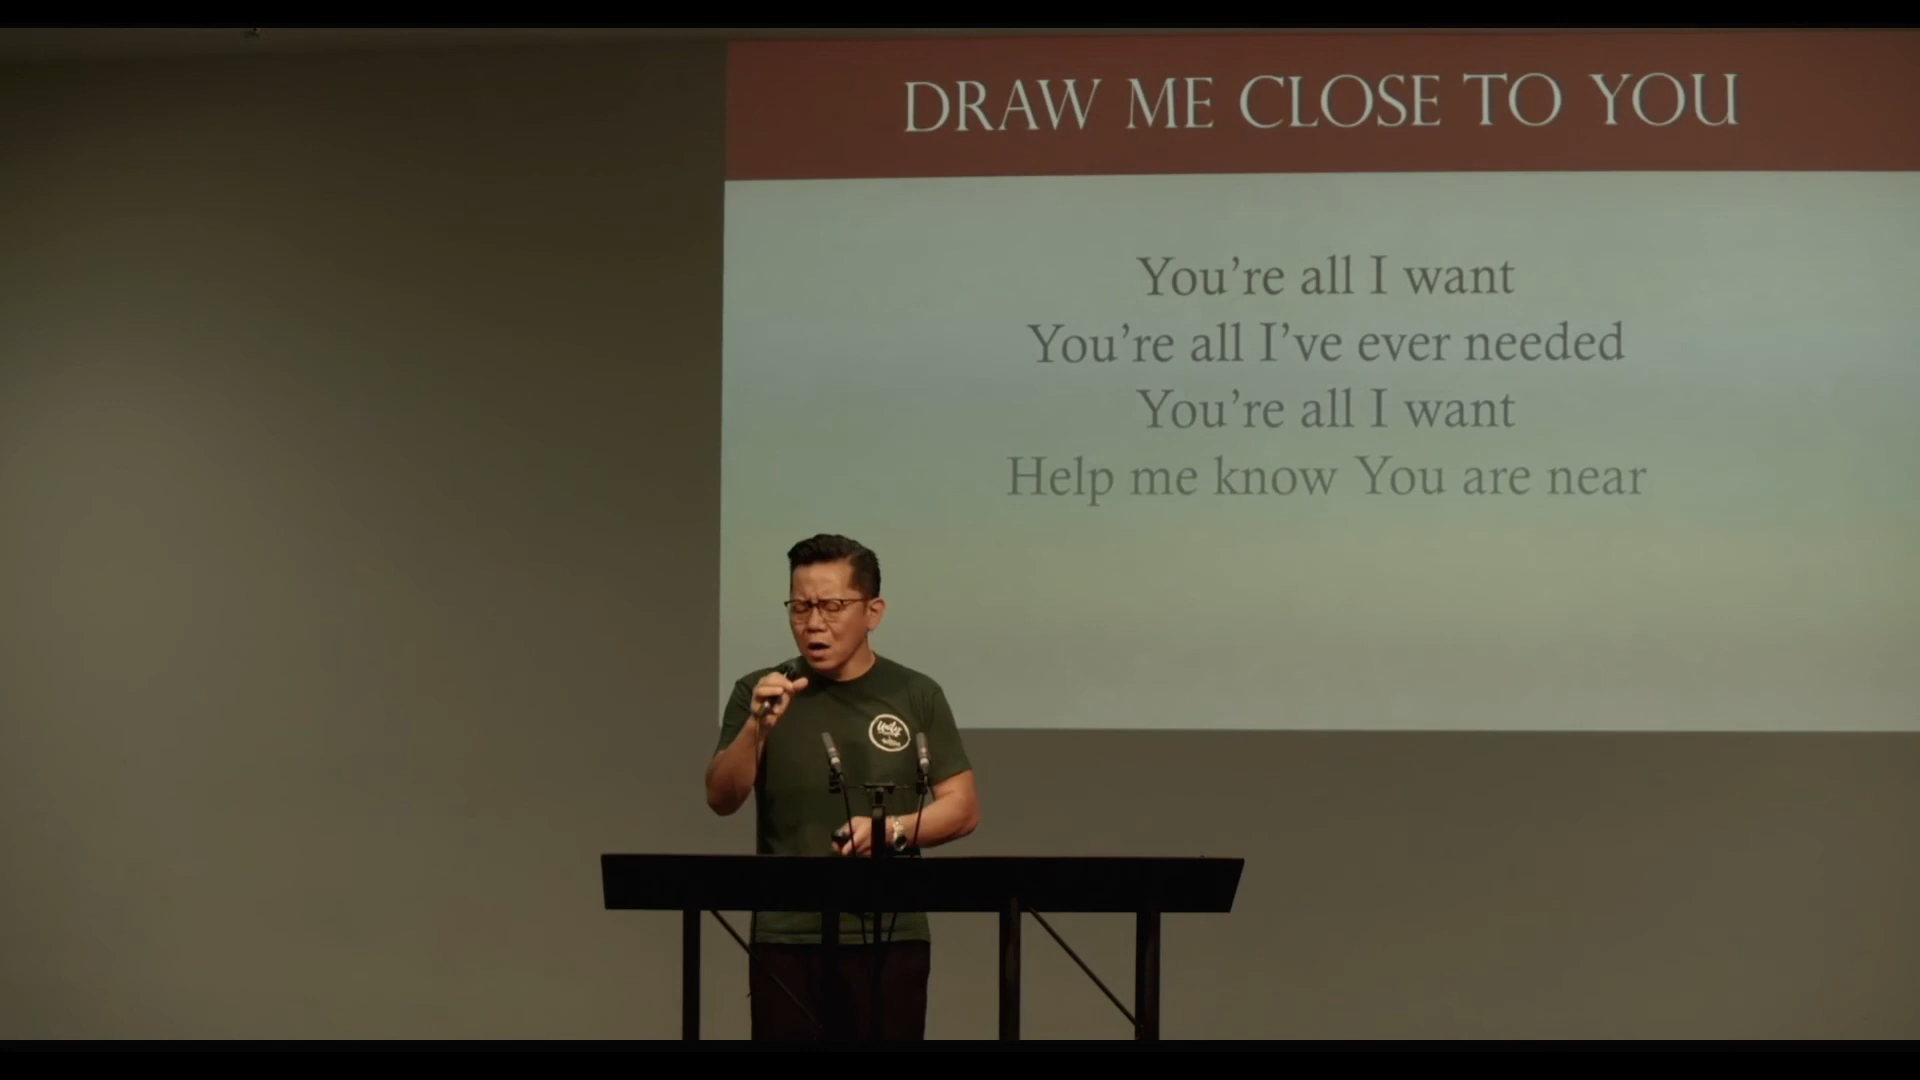 DRAW ME CLOSE TO YOU
You're all I want
You're all I've ever needed
You're all I want
Help me know You are near
Unity